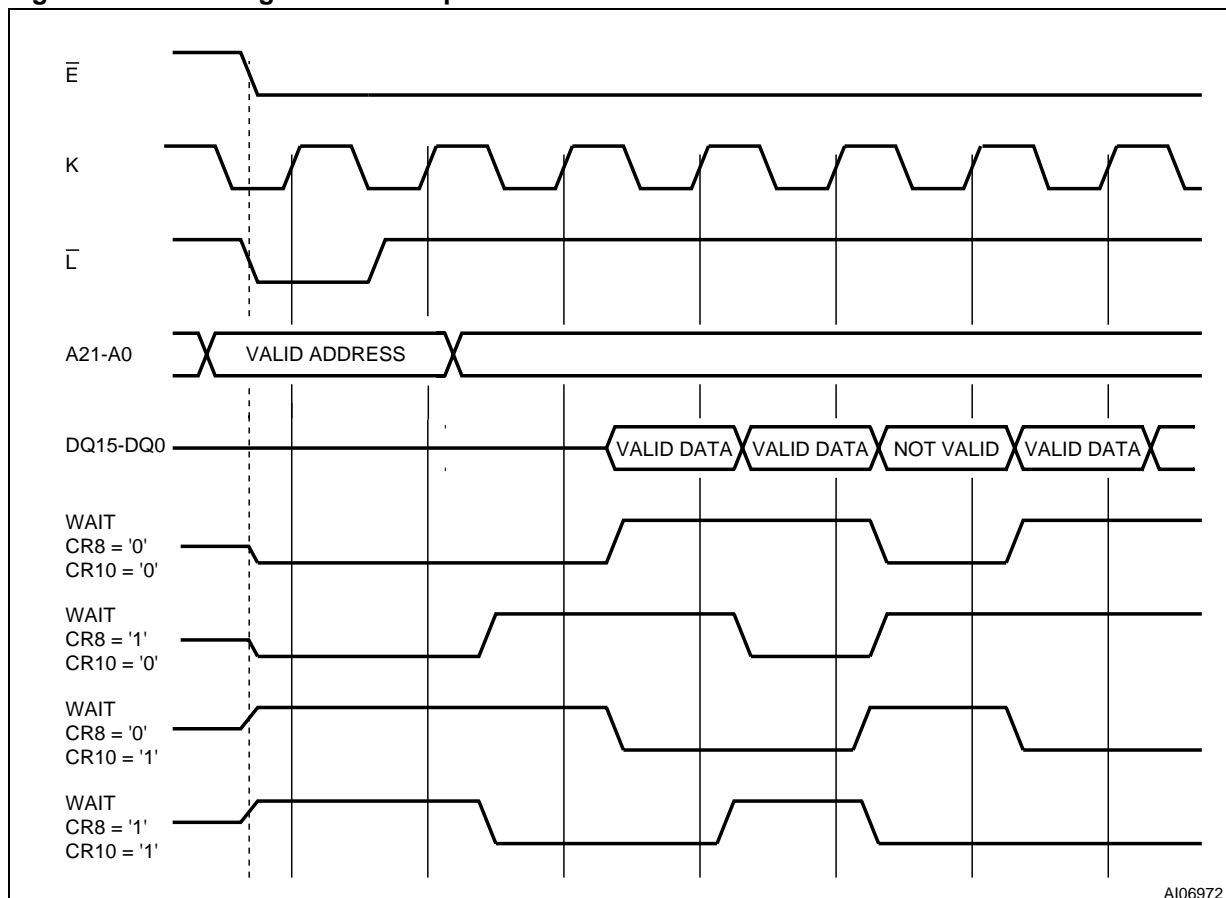 E̅
K
L̅
A21-A0
VALID ADDRESS
DQ15-DQ0
VALID DATA
VALID DATA
NOT VALID
VALID DATA
WAIT
CR8 = '0'
CR10 = '0'
WAIT
CR8 = '1'
CR10 = '0'
WAIT
CR8 = '0'
CR10 = '1'
WAIT
CR8 = '1'
CR10 = '1'
AI06972